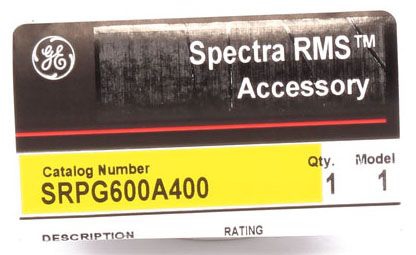 GE
Spectra RMS™
Accessory
Catalog Number Qty. Model
SRPG600A400 1 1
DESCRIPTION RATING